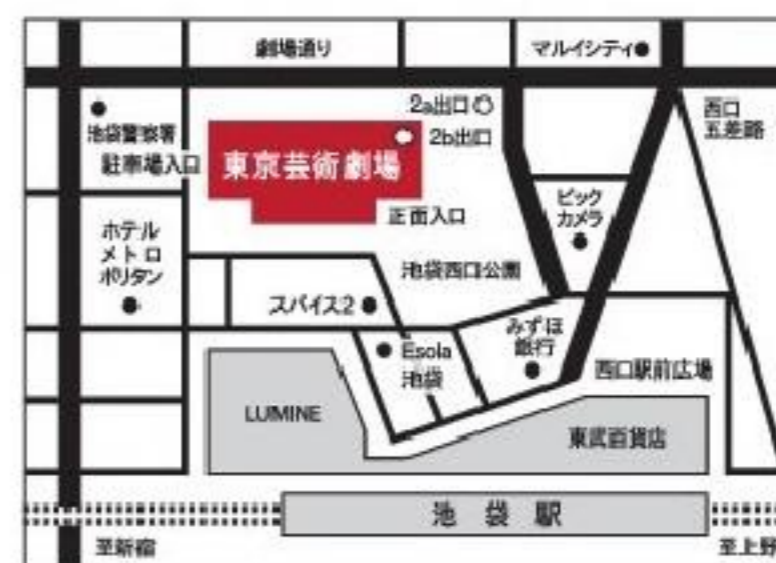 劇場通り
マルイシティ
2a出口
2b出口
西口
五差路
池袋警察署
駐車場入口
東京芸術劇場
正面入口
ビック
カメラ
ホテル
メトロ
ポリタン
池袋西口公園
スパイス2
みずほ
銀行
Esola
池袋
西口駅前広場
LUMINE
東武百貨店
池袋駅
至新宿
至上野